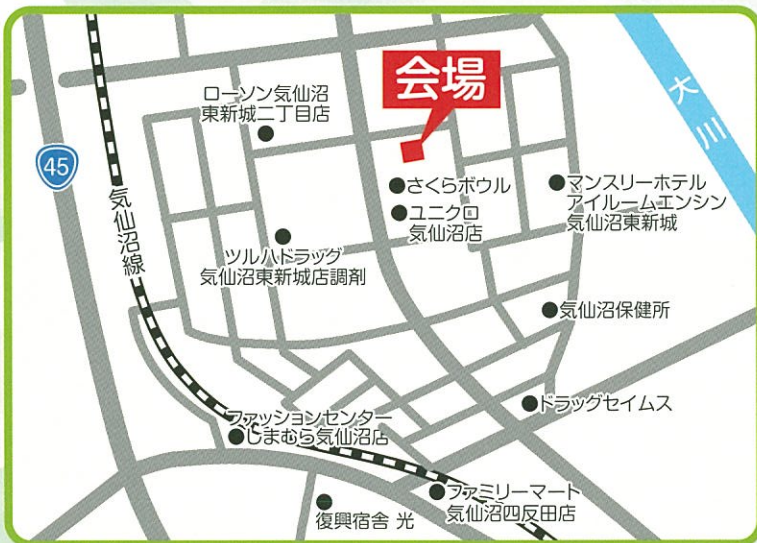 会場
大川
ローソン気仙沼
東新城二丁目店
45
気仙沼線
さくらボウル
ユニクロ
気仙沼店
マンスリーホテル
アイルームエンシン
気仙沼東新城
ツルハドラッグ
気仙沼東新城店調剤
気仙沼保健所
ドラッグセイムス
ファッションセンター
しまむら気仙沼店
ファミリーマート
気仙沼四反田店
復興宿舎 光